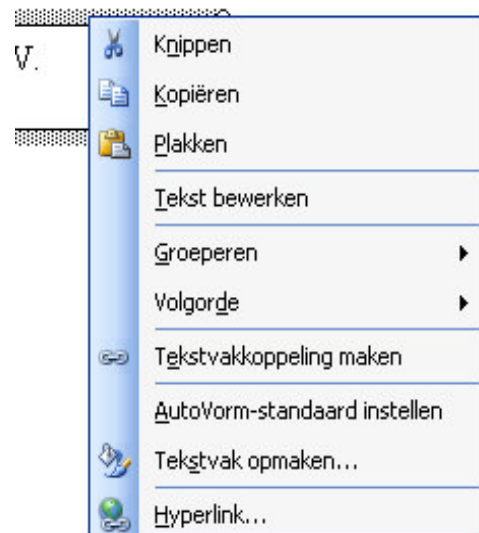 V.
Knippen
Kopiëren
Plakken
Tekst bewerken
Groeperen
Volgorde
Tekstvakkoppeling maken
AutoVorm-standaard instellen
Tekstvak opmaken...
Hyperlink...